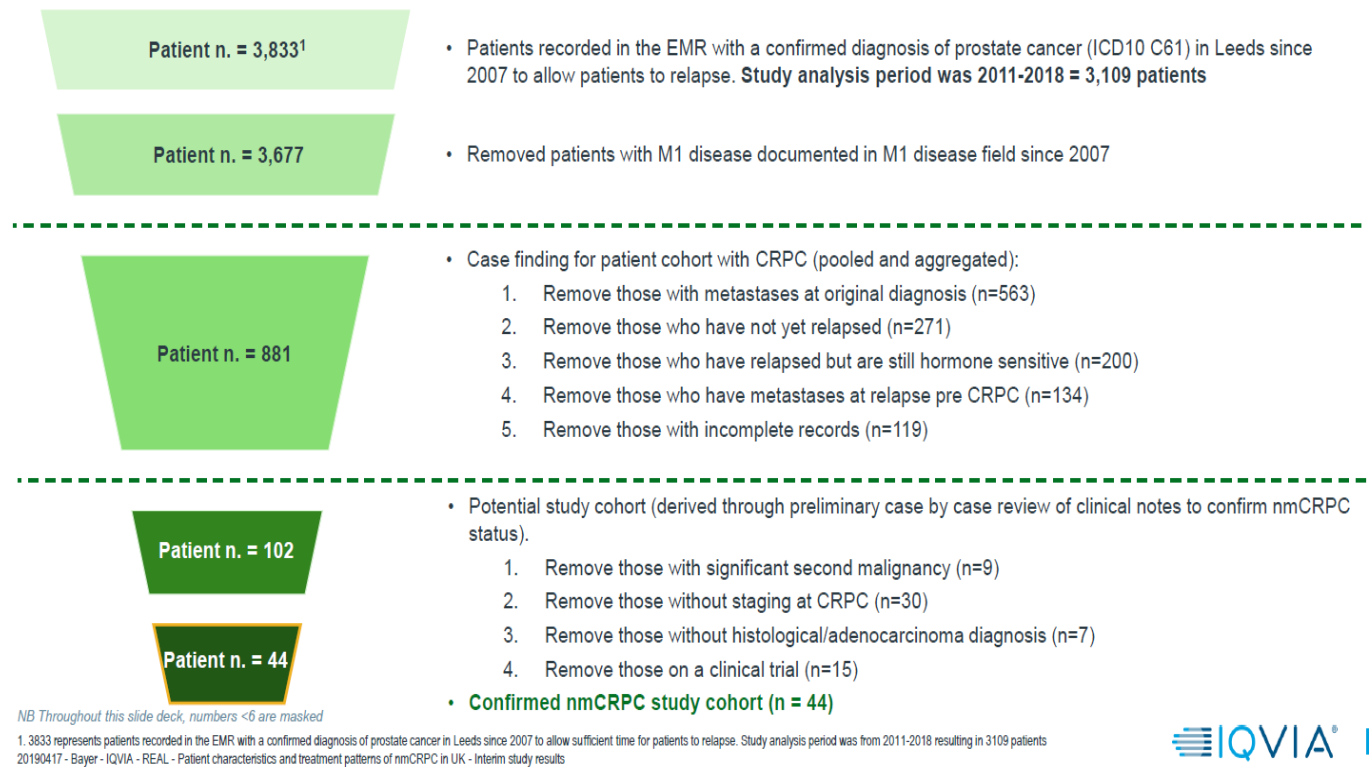 Patient n. = 3,833¹
• Patients recorded in the EMR with a confirmed diagnosis of prostate cancer (ICD10 C61) in Leeds since
2007 to allow patients to relapse. Study analysis period was 2011-2018 = 3,109 patients
Patient n. = 3,677
• Removed patients with M1 disease documented in M1 disease field since 2007
Patient n. = 881
• Case finding for patient cohort with CRPC (pooled and aggregated):
1. Remove those with metastases at original diagnosis (n=563)
2. Remove those who have not yet relapsed (n=271)
3. Remove those who have relapsed but are still hormone sensitive (n=200)
4. Remove those who have metastases at relapse pre CRPC (n=134)
5. Remove those with incomplete records (n=119)
Patient n. = 102
• Potential study cohort (derived through preliminary case by case review of clinical notes to confirm nmCRPC
status).
1. Remove those with significant second malignancy (n=9)
2. Remove those without staging at CRPC (n=30)
3. Remove those without histological/adenocarcinoma diagnosis (n=7)
4. Remove those on a clinical trial (n=15)
Patient n. = 44
• Confirmed nmCRPC study cohort (n = 44)
NB Throughout this slide deck, numbers <6 are masked
1. 3833 represents patients recorded in the EMR with a confirmed diagnosis of prostate cancer in Leeds since 2007 to allow sufficient time for patients to relapse. Study analysis period was from 2011-2018 resulting in 3109 patients
20190417 - Bayer - IQVIA - REAL - Patient characteristics and treatment patterns of nmCRPC in UK - Interim study results
IQVIA®